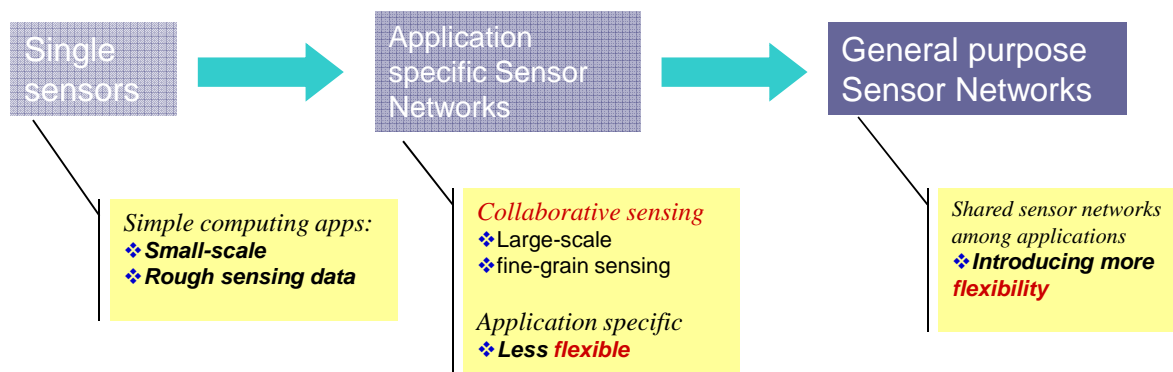 Single
sensors
Application
specific Sensor
Networks
General purpose
Sensor Networks
Simple computing apps:
❖Small-scale
❖Rough sensing data
Collaborative sensing
❖Large-scale
❖fine-grain sensing
Application specific
❖Less flexible
Shared sensor networks
among applications
❖Introducing more
flexibility